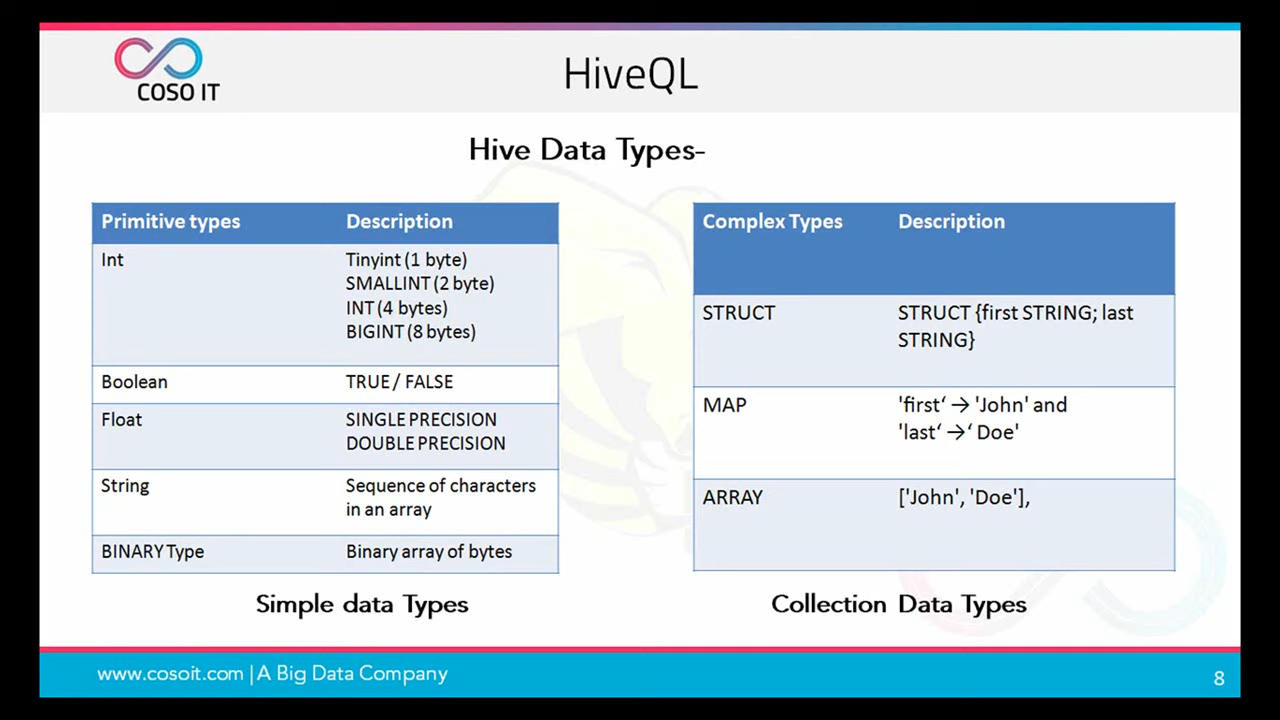 COSO IT
HiveQL
Hive Data Types-
Primitive types Description
Int Tinyint (1 byte)
SMALLINT (2 byte)
INT (4 bytes)
BIGINT (8 bytes)
Boolean TRUE / FALSE
Float SINGLE PRECISION
DOUBLE PRECISION
String Sequence of characters
in an array
BINARY Type Binary array of bytes
Simple data Types
Complex Types Description
STRUCT STRUCT {first STRING; last
STRING}
MAP 'first‘ → 'John' and
'last‘ →‘ Doe'
ARRAY ['John', 'Doe'],
Collection Data Types
www.cosoit.com | A Big Data Company
8